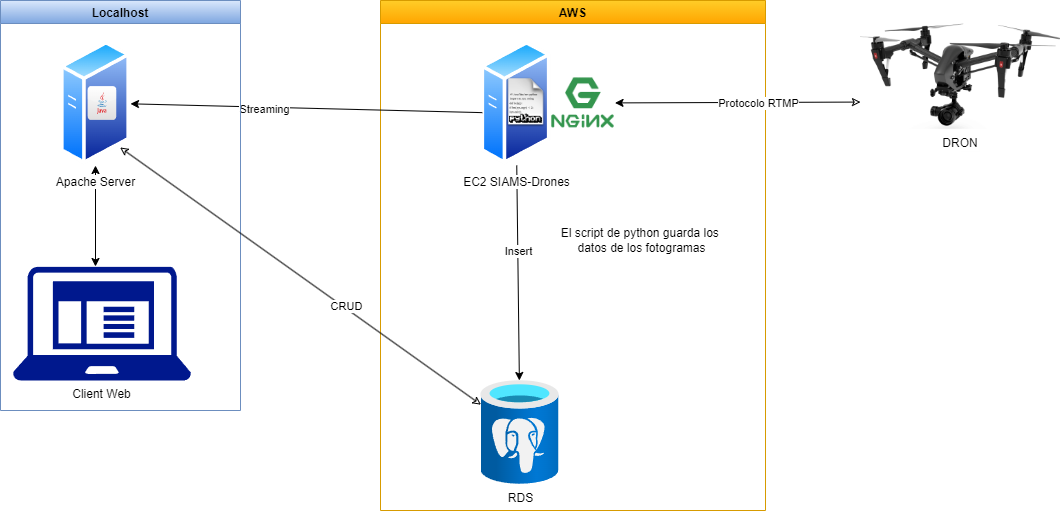 Localhost
AWS
Java
python
NGiNX
Streaming
Protocolo RTMP
DRON
Apache Server
EC2 SIAMS-Drones
El script de python guarda los
datos de los fotogramas
Insert
CRUD
Client Web
RDS